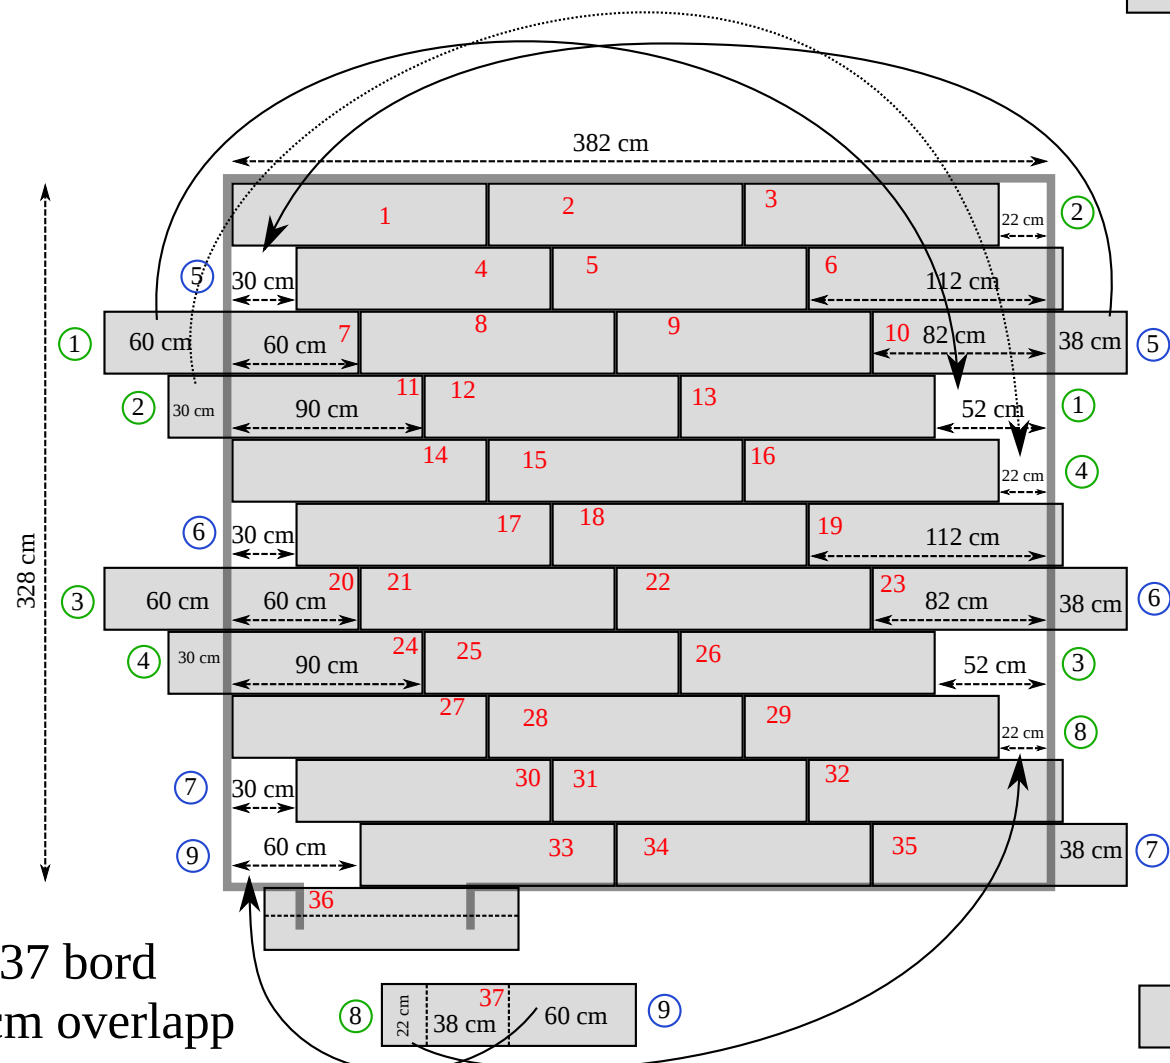 382 cm
1 2 3 22 cm 2
5 30 cm 4 5 6 112 cm
1 60 cm 60 cm 7 8 9 10 82 cm 38 cm 5
2 30 cm 90 cm 11 12 13 52 cm 1
14 15 16 22 cm 4
6 30 cm 17 18 19 112 cm
328 cm
3 60 cm 60 cm 20 21 22 23 82 cm 38 cm 6
4 30 cm 90 cm 24 25 26 52 cm 3
27 28 29 22 cm 8
7 30 cm 30 31 32
9 60 cm 33 34 35 38 cm 7
36
37 bord
cm overlapp
8 22 cm 38 cm 37 60 cm 9